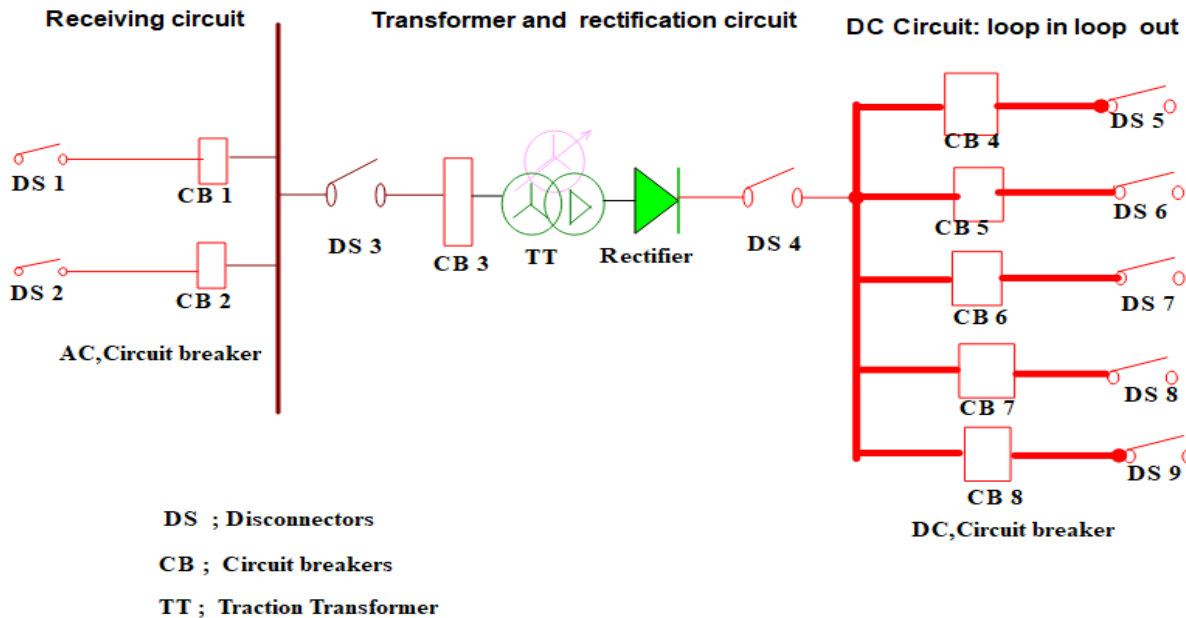 Receiving circuit
Transformer and rectification circuit
DC Circuit: loop in loop out
DS 1
CB 1
DS 2
CB 2
AC,Circuit breaker
DS 3
CB 3
TT
Rectifier
DS 4
CB 4
DS 5
CB 5
DS 6
CB 6
DS 7
CB 7
DS 8
CB 8
DS 9
DC,Circuit breaker
DS ; Disconnectors
CB ; Circuit breakers
TT ; Traction Transformer